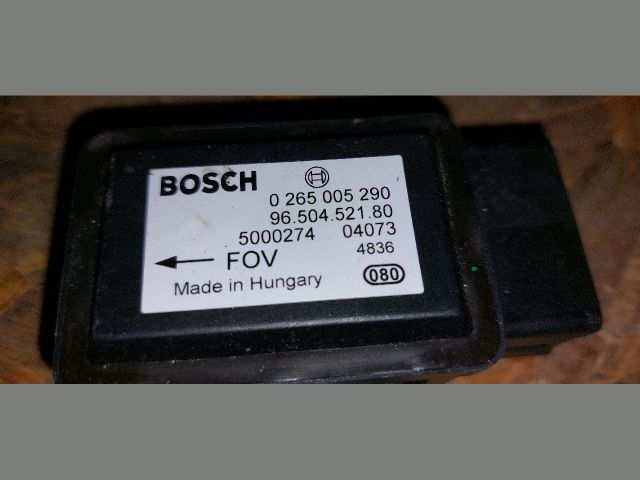 BOSCH
0 265 005 290
96.504.521.80
5000274 04073
← FOV 4836
Made in Hungary 080